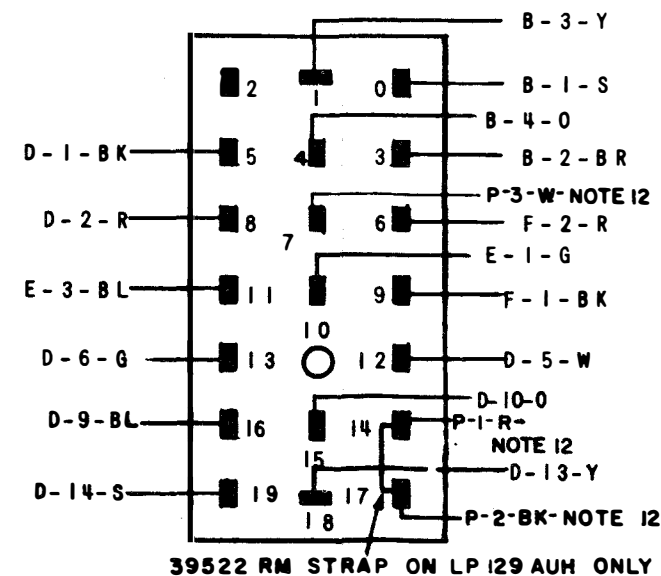 B-3-Y
2 1 0 B-1-S
B-4-O
D-1-BK 5 4 3 B-2-BR
P-3-W-NOTE 12
D-2-R 8 7 6 F-2-R
E-1-G
E-3-BL 11 10 9 F-1-BK
D-6-G 13 12 D-5-W
D-10-O
D-9-BL 16 15 14 P-1-R-
NOTE 12
D-13-Y
D-14-S 19 18 17
P-2-BK-NOTE 12
39522 RM STRAP ON LP 129 AUH ONLY